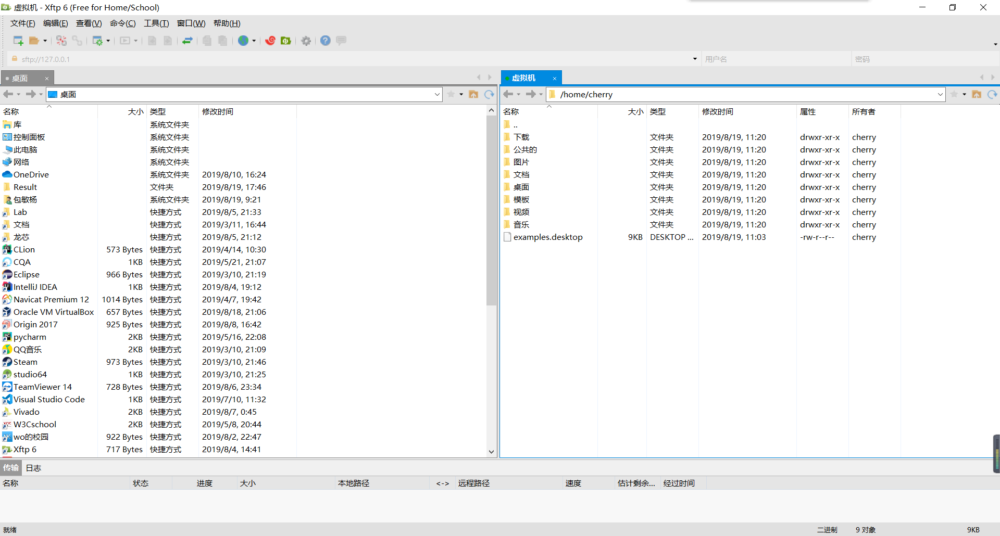 虚拟机 - Xftp 6 (Free for Home/School)
文件(F) 编辑(E) 查看(V) 命令(C) 工具(T) 窗口(W) 帮助(H)
sftp://127.0.0.1 用户名 密码
桌面 × 虚拟机 ×
桌面 /home/cherry
名称 大小 类型 修改时间
库 系统文件夹
控制面板 系统文件夹
此电脑 系统文件夹
网络 系统文件夹
OneDrive 系统文件夹 2019/8/10, 16:24
Result 文件夹 2019/8/19, 17:46
包敏杨 系统文件夹 2019/8/19, 9:21
Lab 快捷方式 2019/8/5, 21:33
文档 快捷方式 2019/3/11, 16:44
龙芯 快捷方式 2019/8/5, 21:12
CLion 573 Bytes 快捷方式 2019/4/14, 10:30
CQA 1KB 快捷方式 2019/5/21, 21:07
Eclipse 966 Bytes 快捷方式 2019/3/10, 21:19
IntelliJ IDEA 1KB 快捷方式 2019/8/4, 19:12
Navicat Premium 12 1014 Bytes 快捷方式 2019/4/7, 19:42
Oracle VM VirtualBox 657 Bytes 快捷方式 2019/8/18, 21:06
Origin 2017 925 Bytes 快捷方式 2019/8/8, 16:42
pycharm 2KB 快捷方式 2019/5/16, 22:08
QQ音乐 2KB 快捷方式 2019/3/10, 21:09
Steam 973 Bytes 快捷方式 2019/3/10, 21:46
studio64 1KB 快捷方式 2019/3/10, 21:25
TeamViewer 14 728 Bytes 快捷方式 2019/8/6, 23:34
Visual Studio Code 1KB 快捷方式 2019/7/10, 11:32
Vivado 2KB 快捷方式 2019/8/7, 0:45
W3Cschool 2KB 快捷方式 2019/5/8, 20:44
wo的校园 922 Bytes 快捷方式 2019/8/2, 22:47
Xftp 6 717 Bytes 快捷方式 2019/8/4, 14:41
名称 大小 类型 修改时间 属性 所有者
..
下载 文件夹 2019/8/19, 11:20 drwxr-xr-x cherry
公共的 文件夹 2019/8/19, 11:20 drwxr-xr-x cherry
图片 文件夹 2019/8/19, 11:20 drwxr-xr-x cherry
文档 文件夹 2019/8/19, 11:20 drwxr-xr-x cherry
桌面 文件夹 2019/8/19, 11:20 drwxr-xr-x cherry
模板 文件夹 2019/8/19, 11:20 drwxr-xr-x cherry
视频 文件夹 2019/8/19, 11:20 drwxr-xr-x cherry
音乐 文件夹 2019/8/19, 11:20 drwxr-xr-x cherry
examples.desktop 9KB DESKTOP ... 2019/8/19, 11:03 -rw-r--r-- cherry
传输 日志
名称 状态 进度 大小 本地路径 <-> 远程路径 速度 估计剩余... 经过时间
就绪 二进制 9 对象 9KB